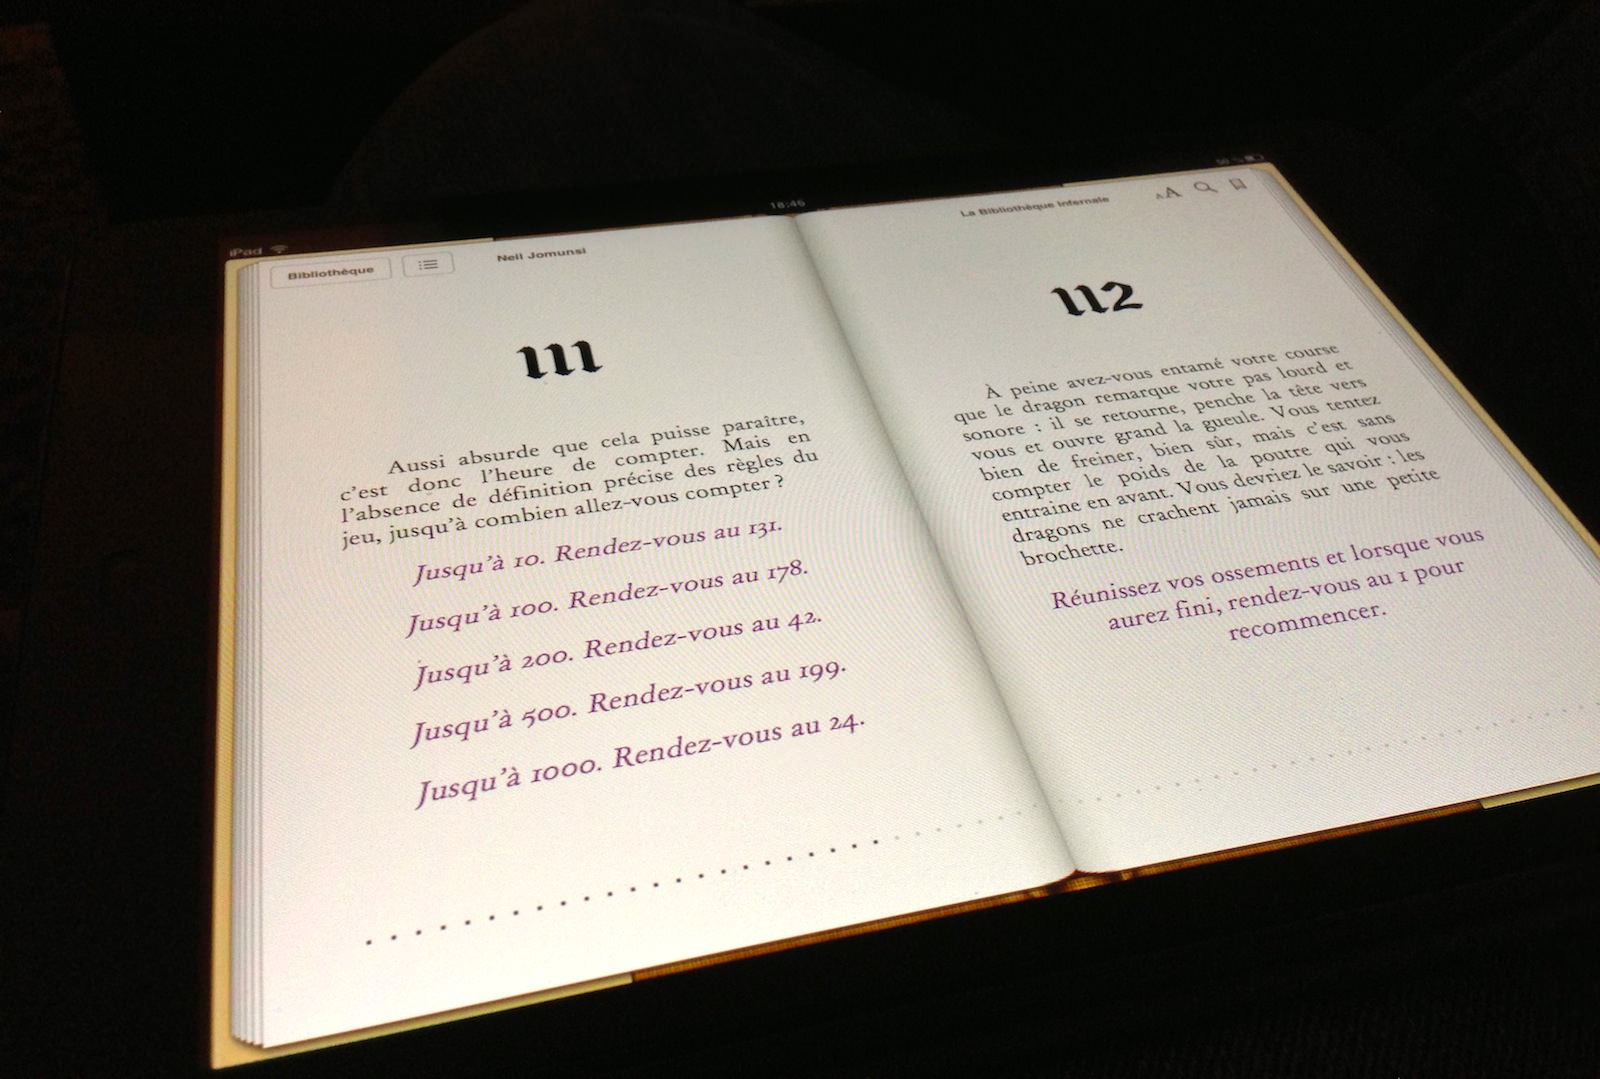 iPad
18:46
Bibliothèque
Neil Jomunsi
111
Aussi absurde que cela puisse paraître,
c'est donc l'heure de compter. Mais en
l'absence de définition précise des règles du
jeu, jusqu'à combien allez-vous compter ?
Jusqu'à 10. Rendez-vous au 131.
Jusqu'à 100. Rendez-vous au 178.
Jusqu'à 200. Rendez-vous au 42.
Jusqu'à 500. Rendez-vous au 199.
Jusqu'à 1000. Rendez-vous au 24.
La Bibliothèque Infernale
AA
112
À peine avez-vous entamé votre course
que le dragon remarque votre pas lourd et
sonore : il se retourne, penche la tête vers
vous et ouvre grand la gueule. Vous tentez
bien de freiner, bien sûr, mais c'est sans
compter le poids de la poutre qui vous
entraine en avant. Vous devriez le savoir : les
dragons ne crachent jamais sur une petite
brochette.
Réunissez vos ossements et lorsque vous
aurez fini, rendez-vous au 1 pour
recommencer.